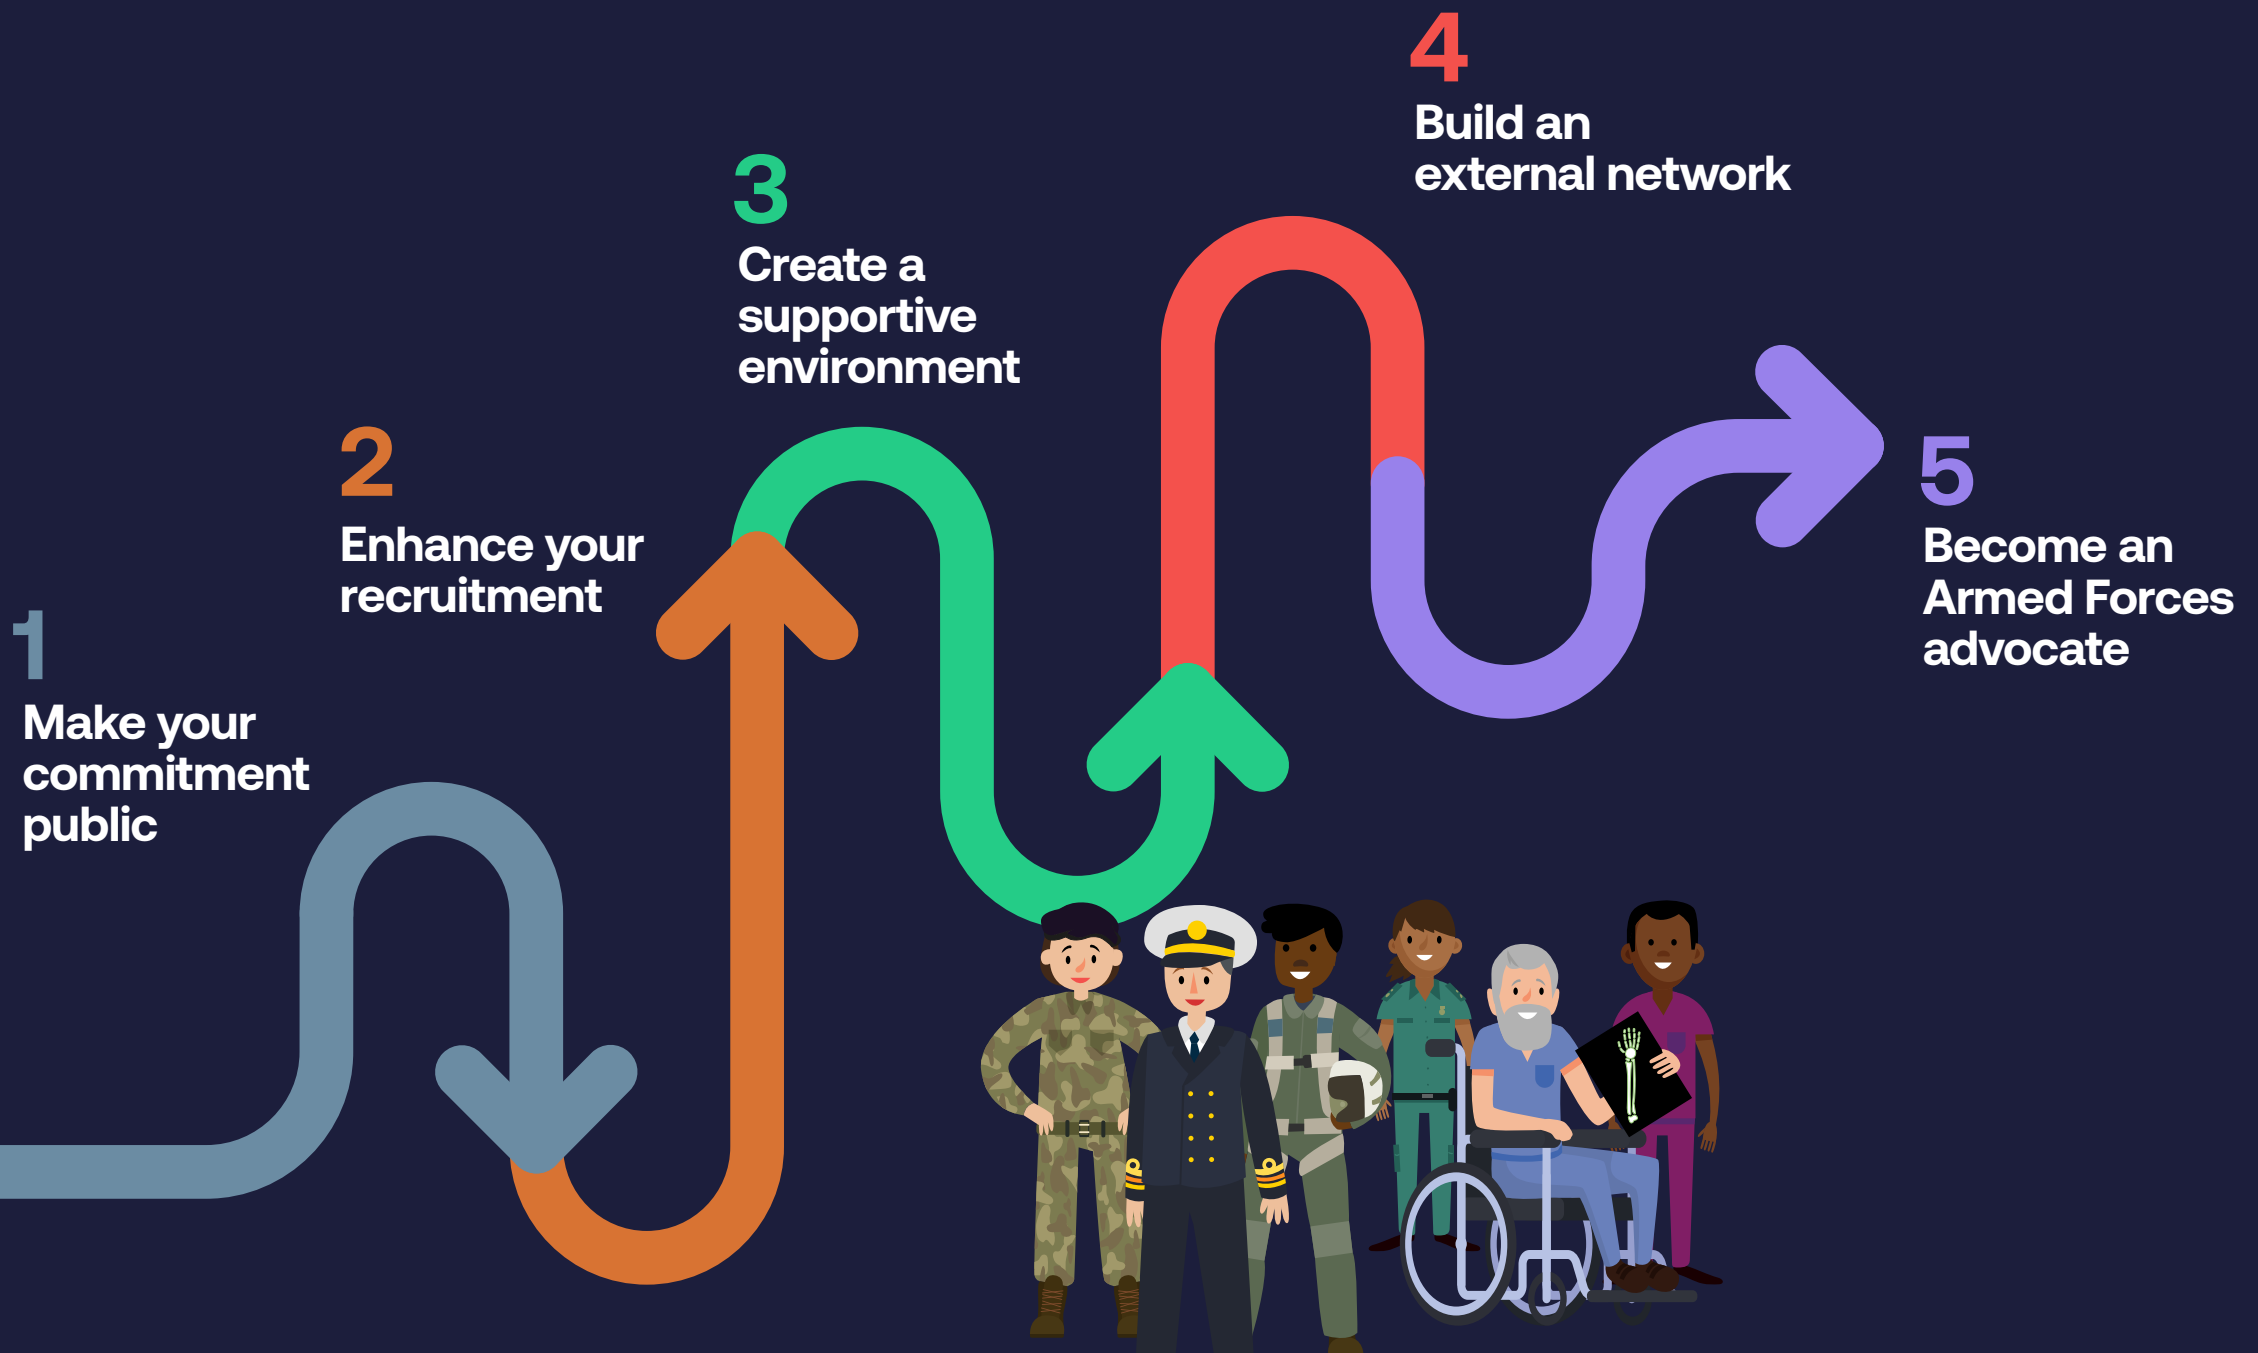 1
Make your
commitment
public
2
Enhance your
recruitment
3
Create a
supportive
environment
4
Build an
external network
5
Become an
Armed Forces
advocate